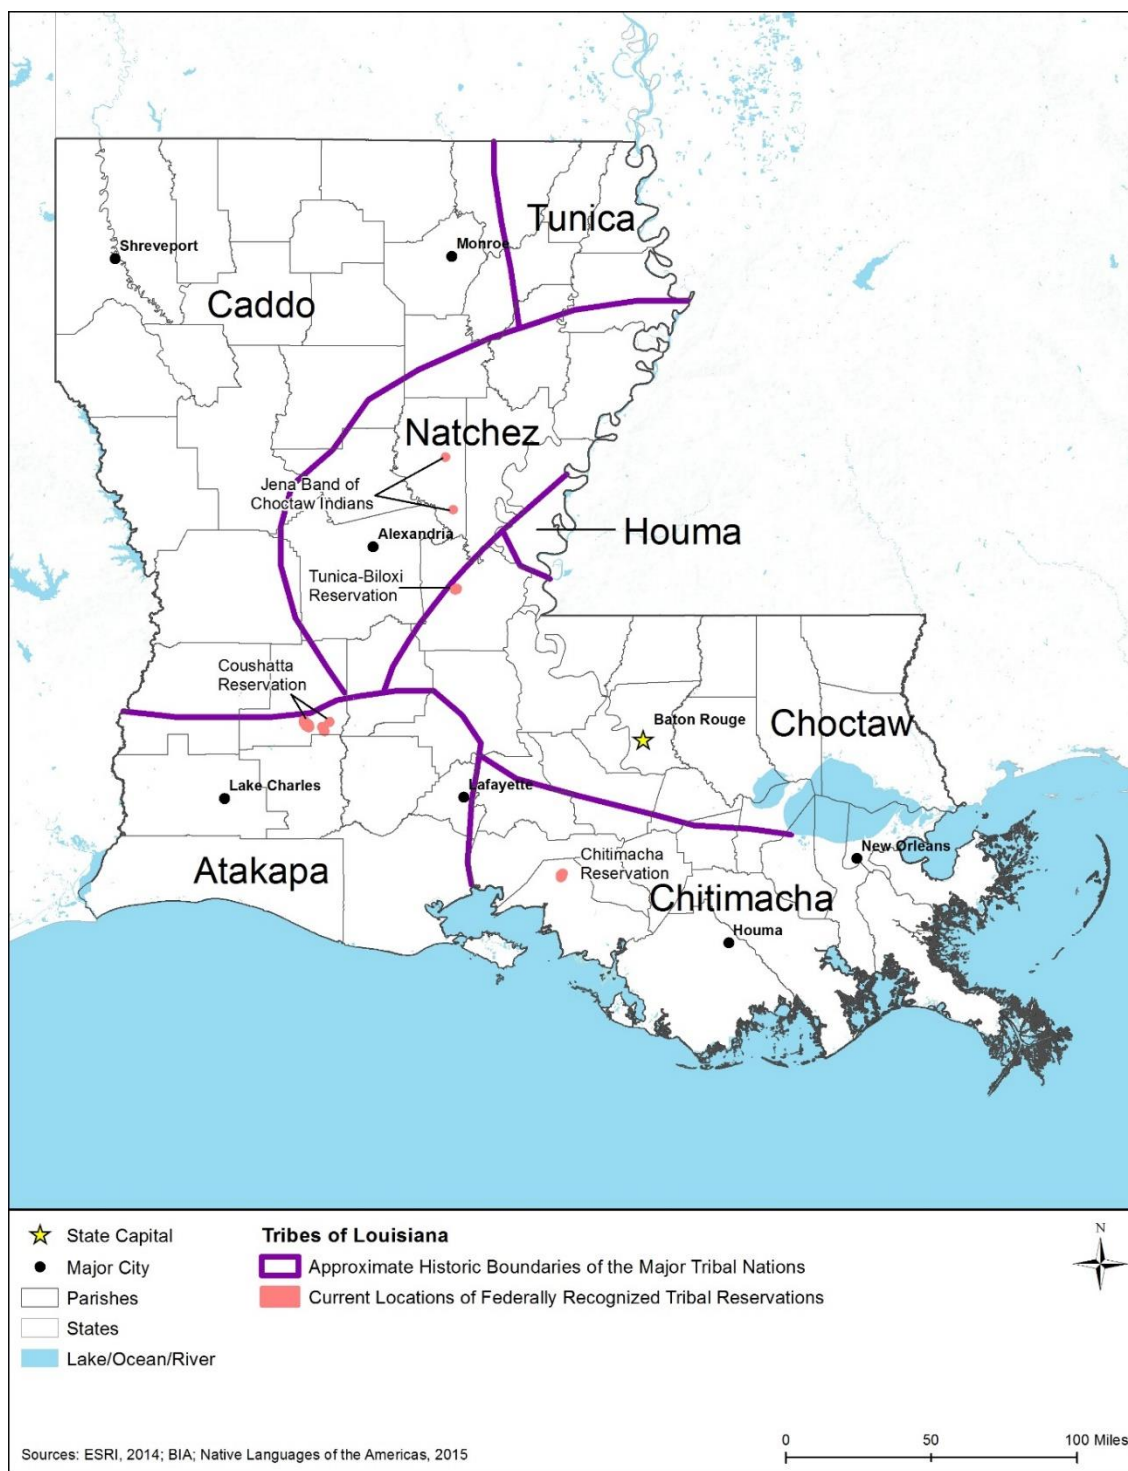 Tunica
Shreveport
Monroe
Caddo
Natchez
Jena Band of
Choctaw Indians
Houma
Alexandria
Tunica-Biloxi
Reservation
Coushatta
Reservation
Baton Rouge
Choctaw
Lake Charles
Lafayette
New Orleans
Chitimacha
Reservation
Atakapa
Chitimacha
Houma
State Capital
Major City
Parishes
States
Lake/Ocean/River
Tribes of Louisiana
Approximate Historic Boundaries of the Major Tribal Nations
Current Locations of Federally Recognized Tribal Reservations
N
Sources: ESRI, 2014; BIA; Native Languages of the Americas, 2015
0 50 100 Miles